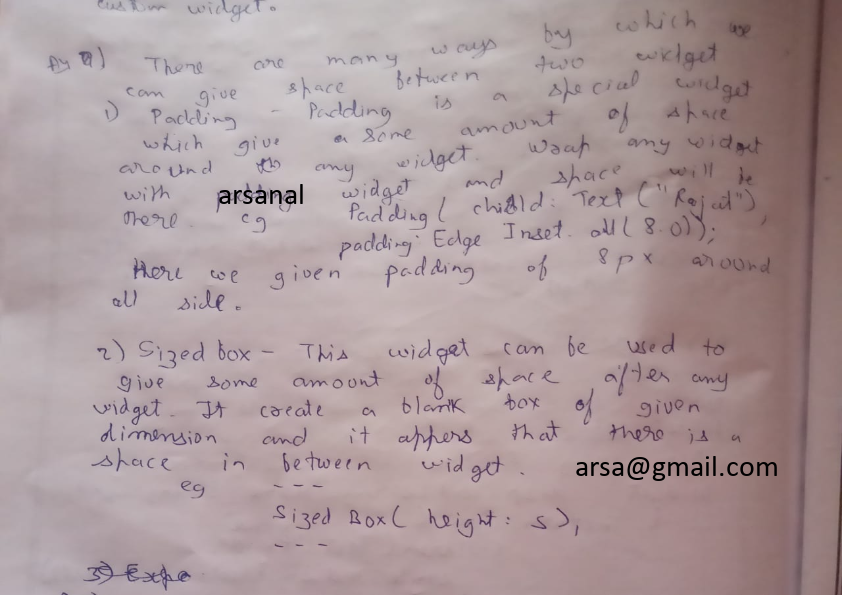 custom widget.
a) There are many ways by which we
can give space between two widget
1) Padding - Padding is a special widget
which give a some amount of space
around any widget. Wrap any widget
with arsanal widget and space will be
there. eg Padding ( child: Text ("Rajat"),
padding: Edge Inset. all ( 8.0));
Here we given padding of 8px around
all side.
2) Sized box - This widget can be used to
give some amount of space after any
widget. It create a blank box of given
dimension and it appers that there is a
space in between widget.
arsa@gmail.com
eg - - -
Sized Box( height: 5),
- - -
3) Expa